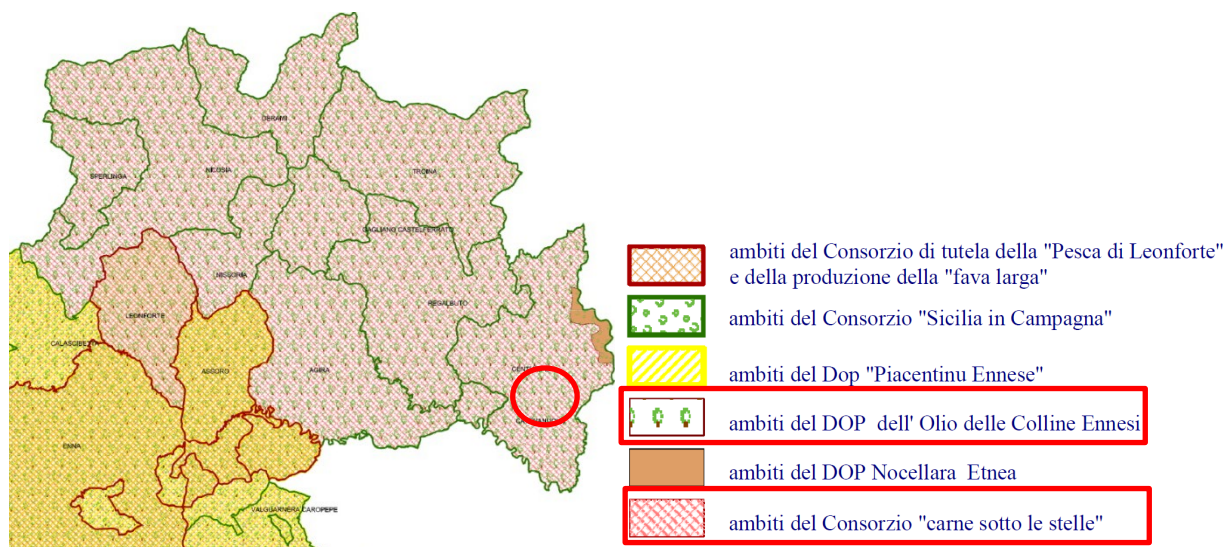 CERAMI
SPERLINGA
NICOSIA
TROINA
GAGLIANO CASTELFERRATO
NISSORIA
REGALBUTO
LEONFORTE
CALASCIBETTA
ASSORO
AGIRA
ENNA
VALGUARNERA CAROPEPE
ambiti del Consorzio di tutela della "Pesca di Leonforte"
e della produzione della "fava larga"
ambiti del Consorzio "Sicilia in Campagna"
ambiti del Dop "Piacentinu Ennese"
ambiti del DOP dell' Olio delle Colline Ennesi
ambiti del DOP Nocellara Etnea
ambiti del Consorzio "carne sotto le stelle"